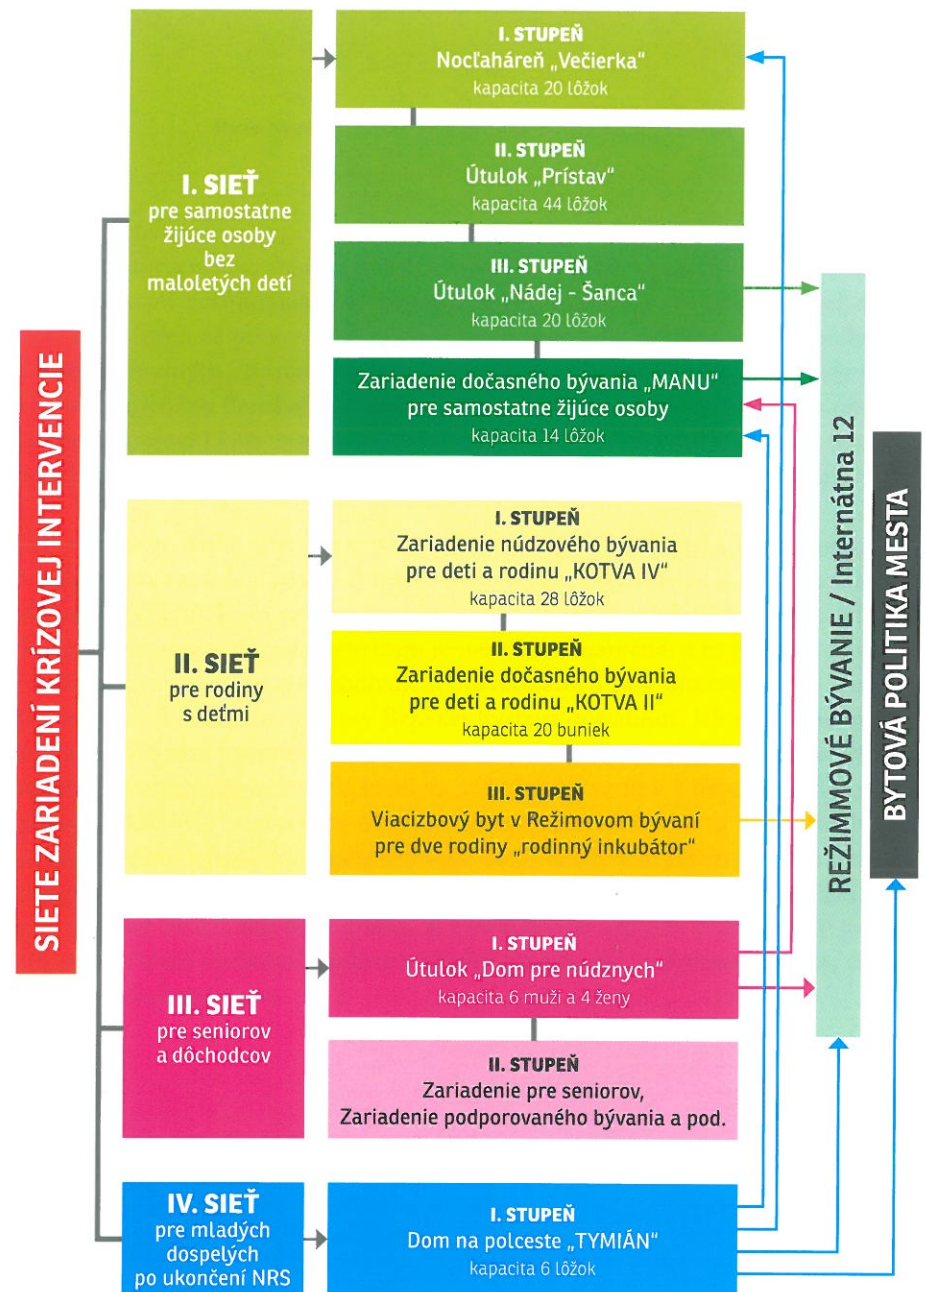 SIETE ZARIADENÍ KRÍZOVEJ INTERVENCIE
I. SIEŤ
pre samostatne
žijúce osoby
bez
maloletých detí
I. STUPEŇ
Nocľaháreň „Večierka“
kapacita 20 lôžok
II. STUPEŇ
Útulok „Prístav“
kapacita 44 lôžok
III. STUPEŇ
Útulok „Nádej - Šanca“
kapacita 20 lôžok
Zariadenie dočasného bývania „MANU“
pre samostatne žijúce osoby
kapacita 14 lôžok
II. SIEŤ
pre rodiny
s deťmi
I. STUPEŇ
Zariadenie núdzového bývania
pre deti a rodinu „KOTVA IV“
kapacita 28 lôžok
II. STUPEŇ
Zariadenie dočasného bývania
pre deti a rodinu „KOTVA II“
kapacita 20 buniek
III. STUPEŇ
Viacizbový byt v Režimovom bývaní
pre dve rodiny „rodinný inkubátor“
III. SIEŤ
pre seniorov
a dôchodcov
I. STUPEŇ
Útulok „Dom pre núdznych“
kapacita 6 muži a 4 ženy
II. STUPEŇ
Zariadenie pre seniorov,
Zariadenie podporovaného bývania a pod.
IV. SIEŤ
pre mladých
dospelých
po ukončení NRS
I. STUPEŇ
Dom na polceste „TYMIÁN“
kapacita 6 lôžok
REŽIMMOVÉ BÝVANIE / Internátna 12
BYTOVÁ POLITIKA MESTA